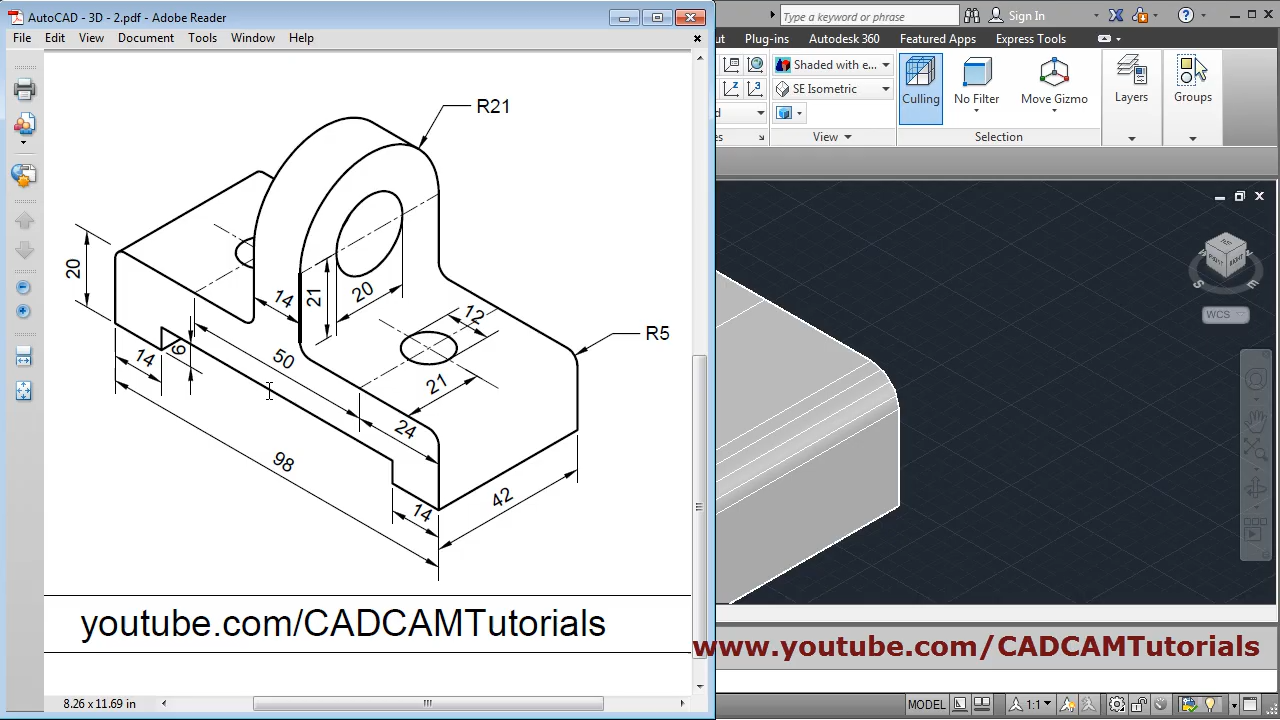 AutoCAD - 3D - 2.pdf - Adobe Reader
File Edit View Document Tools Window Help
R21
20
14
21
20
12
R5
6
14
50
21
24
98
14
42
youtube.com/CADCAMTutorials
8.26 x 11.69 in
Type a keyword or phrase
Sign In
Plug-ins Autodesk 360 Featured Apps Express Tools
Shaded with e...
SE Isometric
View
Culling
No Filter
Move Gizmo
Selection
Layers
Groups
TOP
FRONT
RIGHT
S
E
WCS
www.youtube.com/CADCAMTutorials
MODEL
1:1